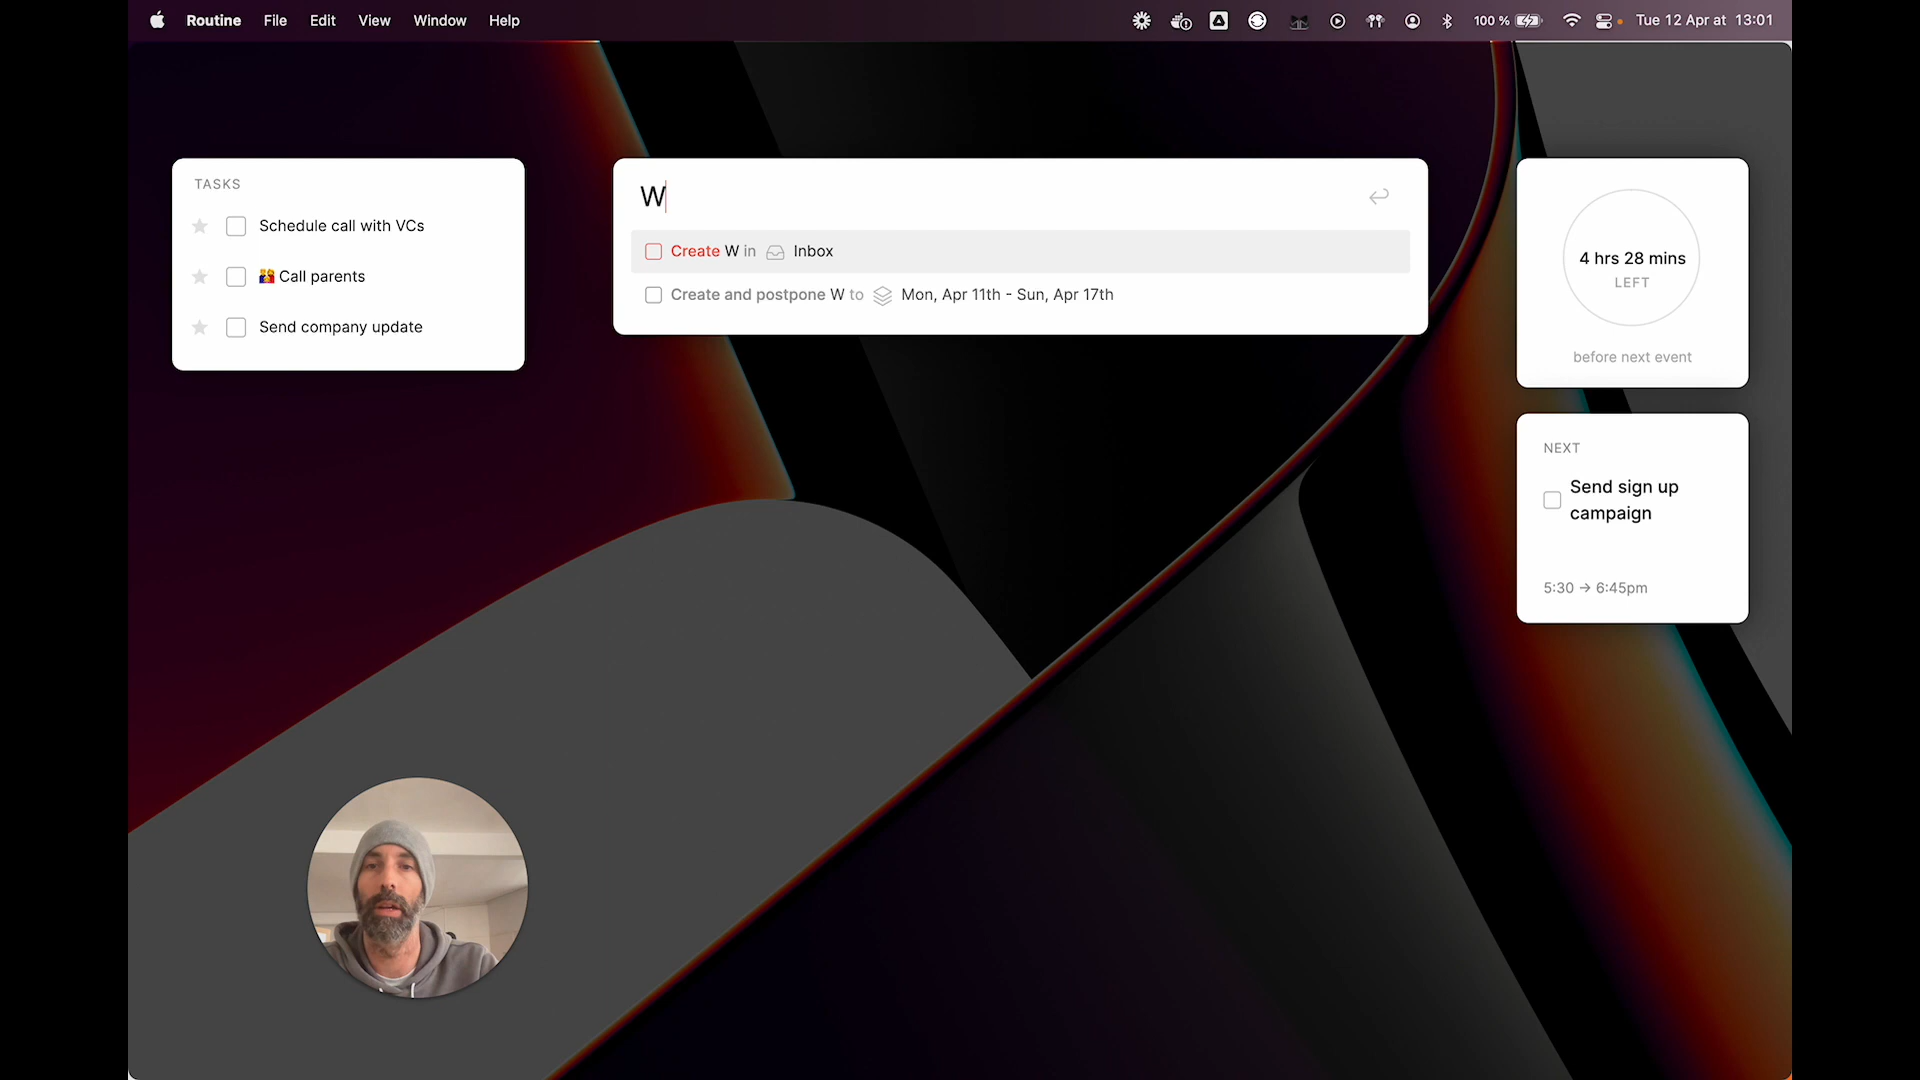 Routine File Edit View Window Help 100 % Tue 12 Apr at 13:01
TASKS
Schedule call with VCs
Call parents
Send company update
W
Create W in Inbox
Create and postpone W to Mon, Apr 11th - Sun, Apr 17th
4 hrs 28 mins
LEFT
before next event
NEXT
Send sign up
campaign
5:30 → 6:45pm